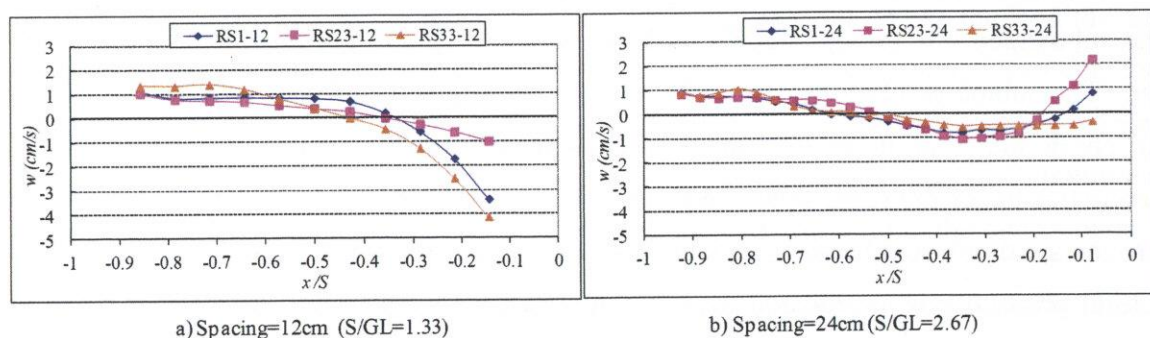 RS1-12 RS23-12 RS33-12
3
2
1
0
-1
-2
-3
-4
-5
w (cm/s)
-1 -0.9 -0.8 -0.7 -0.6 -0.5 -0.4 -0.3 -0.2 -0.1 0
x/S
a) Spacing=12cm (S/GL=1.33)
RS1-24 RS23-24 RS33-24
3
2
1
0
-1
-2
-3
-4
-5
w (cm/s)
-1 -0.9 -0.8 -0.7 -0.6 -0.5 -0.4 -0.3 -0.2 -0.1 0
x/S
b) Spacing=24cm (S/GL=2.67)